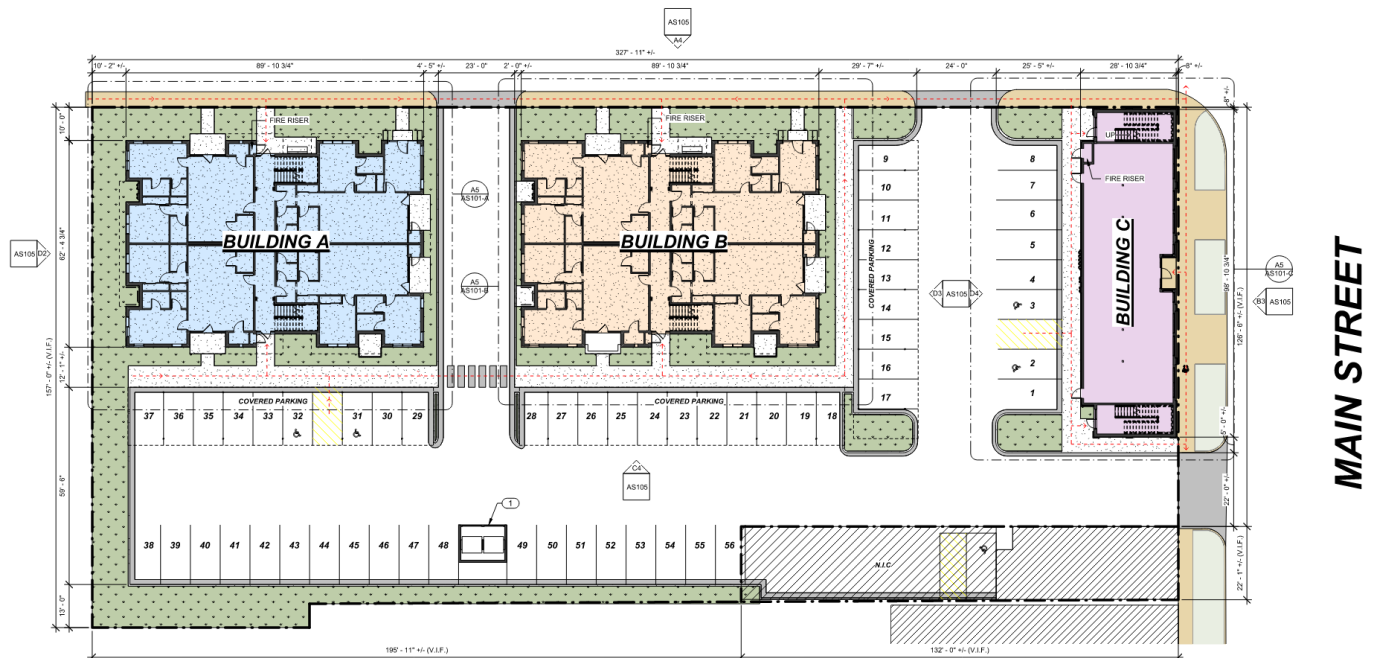 AS105
A4
327' - 11" +/-
10' - 2" +/-
89' - 10 3/4"
4' - 5" +/-
23' - 0"
2' - 0" +/-
89' - 10 3/4"
29' - 7" +/-
24' - 0"
25' - 5" +/-
28' - 10 3/4"
8" +/-
8" +/-
10' - 0"
62' - 4 3/4"
12' - 1" +/-
157' - 0" +/- (V.I.F.)
59' - 6"
13' - 0"
FIRE RISER
FIRE RISER
UP
FIRE RISER
BUILDING A
BUILDING B
BUILDING C
MAIN STREET
AS105
D2
A5
AS101-A
A5
AS101-B
COVERED PARKING
D3
AS105
D4
A5
AS101-C
B3
AS105
98' - 10 3/4"
126' - 6" +/- (V.I.F.)
5' - 0"
22' - 0" +/-
22' - 1" +/- (V.I.F.)
9
10
11
12
13
14
15
16
17
8
7
6
5
4
3
2
1
COVERED PARKING
COVERED PARKING
37
36
35
34
33
32
31
30
29
28
27
26
25
24
23
22
21
20
19
18
C4
AS105
1
38
39
40
41
42
43
44
45
46
47
48
49
50
51
52
53
54
55
56
N.I.C
195' - 11" +/- (V.I.F.)
132' - 0" +/- (V.I.F.)